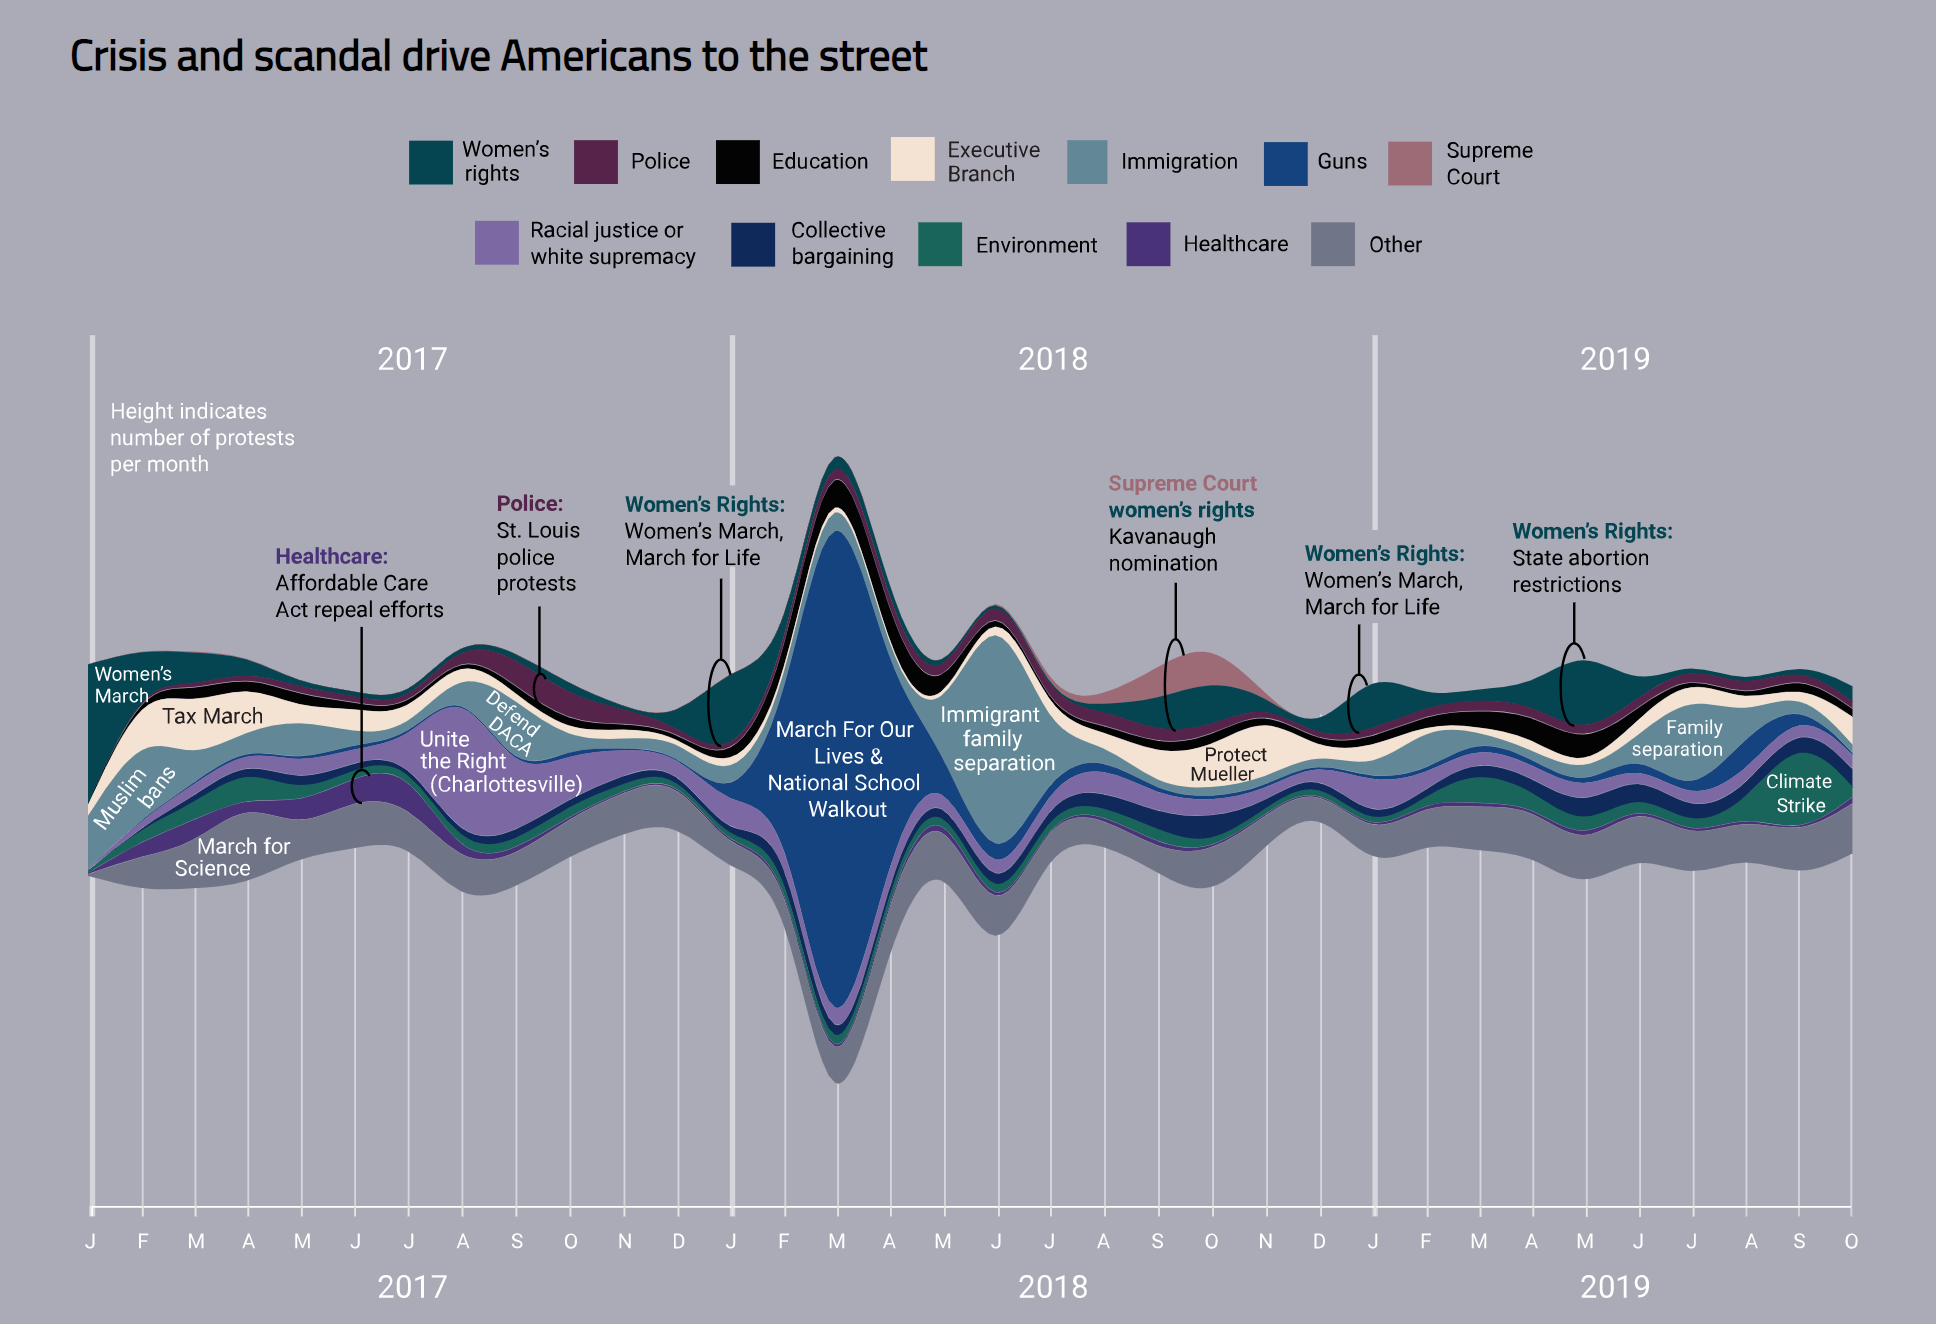 Crisis and scandal drive Americans to the street
Women's
rights
Police
Education
Executive
Branch
Immigration
Guns
Supreme
Court
Racial justice or
white supremacy
Collective
bargaining
Environment
Healthcare
Other
2017
2018
2019
Height indicates
number of protests
per month
Healthcare:
Affordable Care
Act repeal efforts
Police:
St. Louis
police
protests
Women's Rights:
Women's March,
March for Life
Supreme Court
women's rights
Kavanaugh
nomination
Women's Rights:
Women's March,
March for Life
Women's Rights:
State abortion
restrictions
Women's
March
Tax March
Muslim
bans
March for
Science
Unite
the Right
(Charlottesville)
Defend
DACA
March For Our
Lives &
National School
Walkout
Immigrant
family
separation
Protect
Mueller
Family
separation
Climate
Strike
J F M A M J J A S O N D J F M A M J J A S O N D J F M A M J J A S O
2017
2018
2019